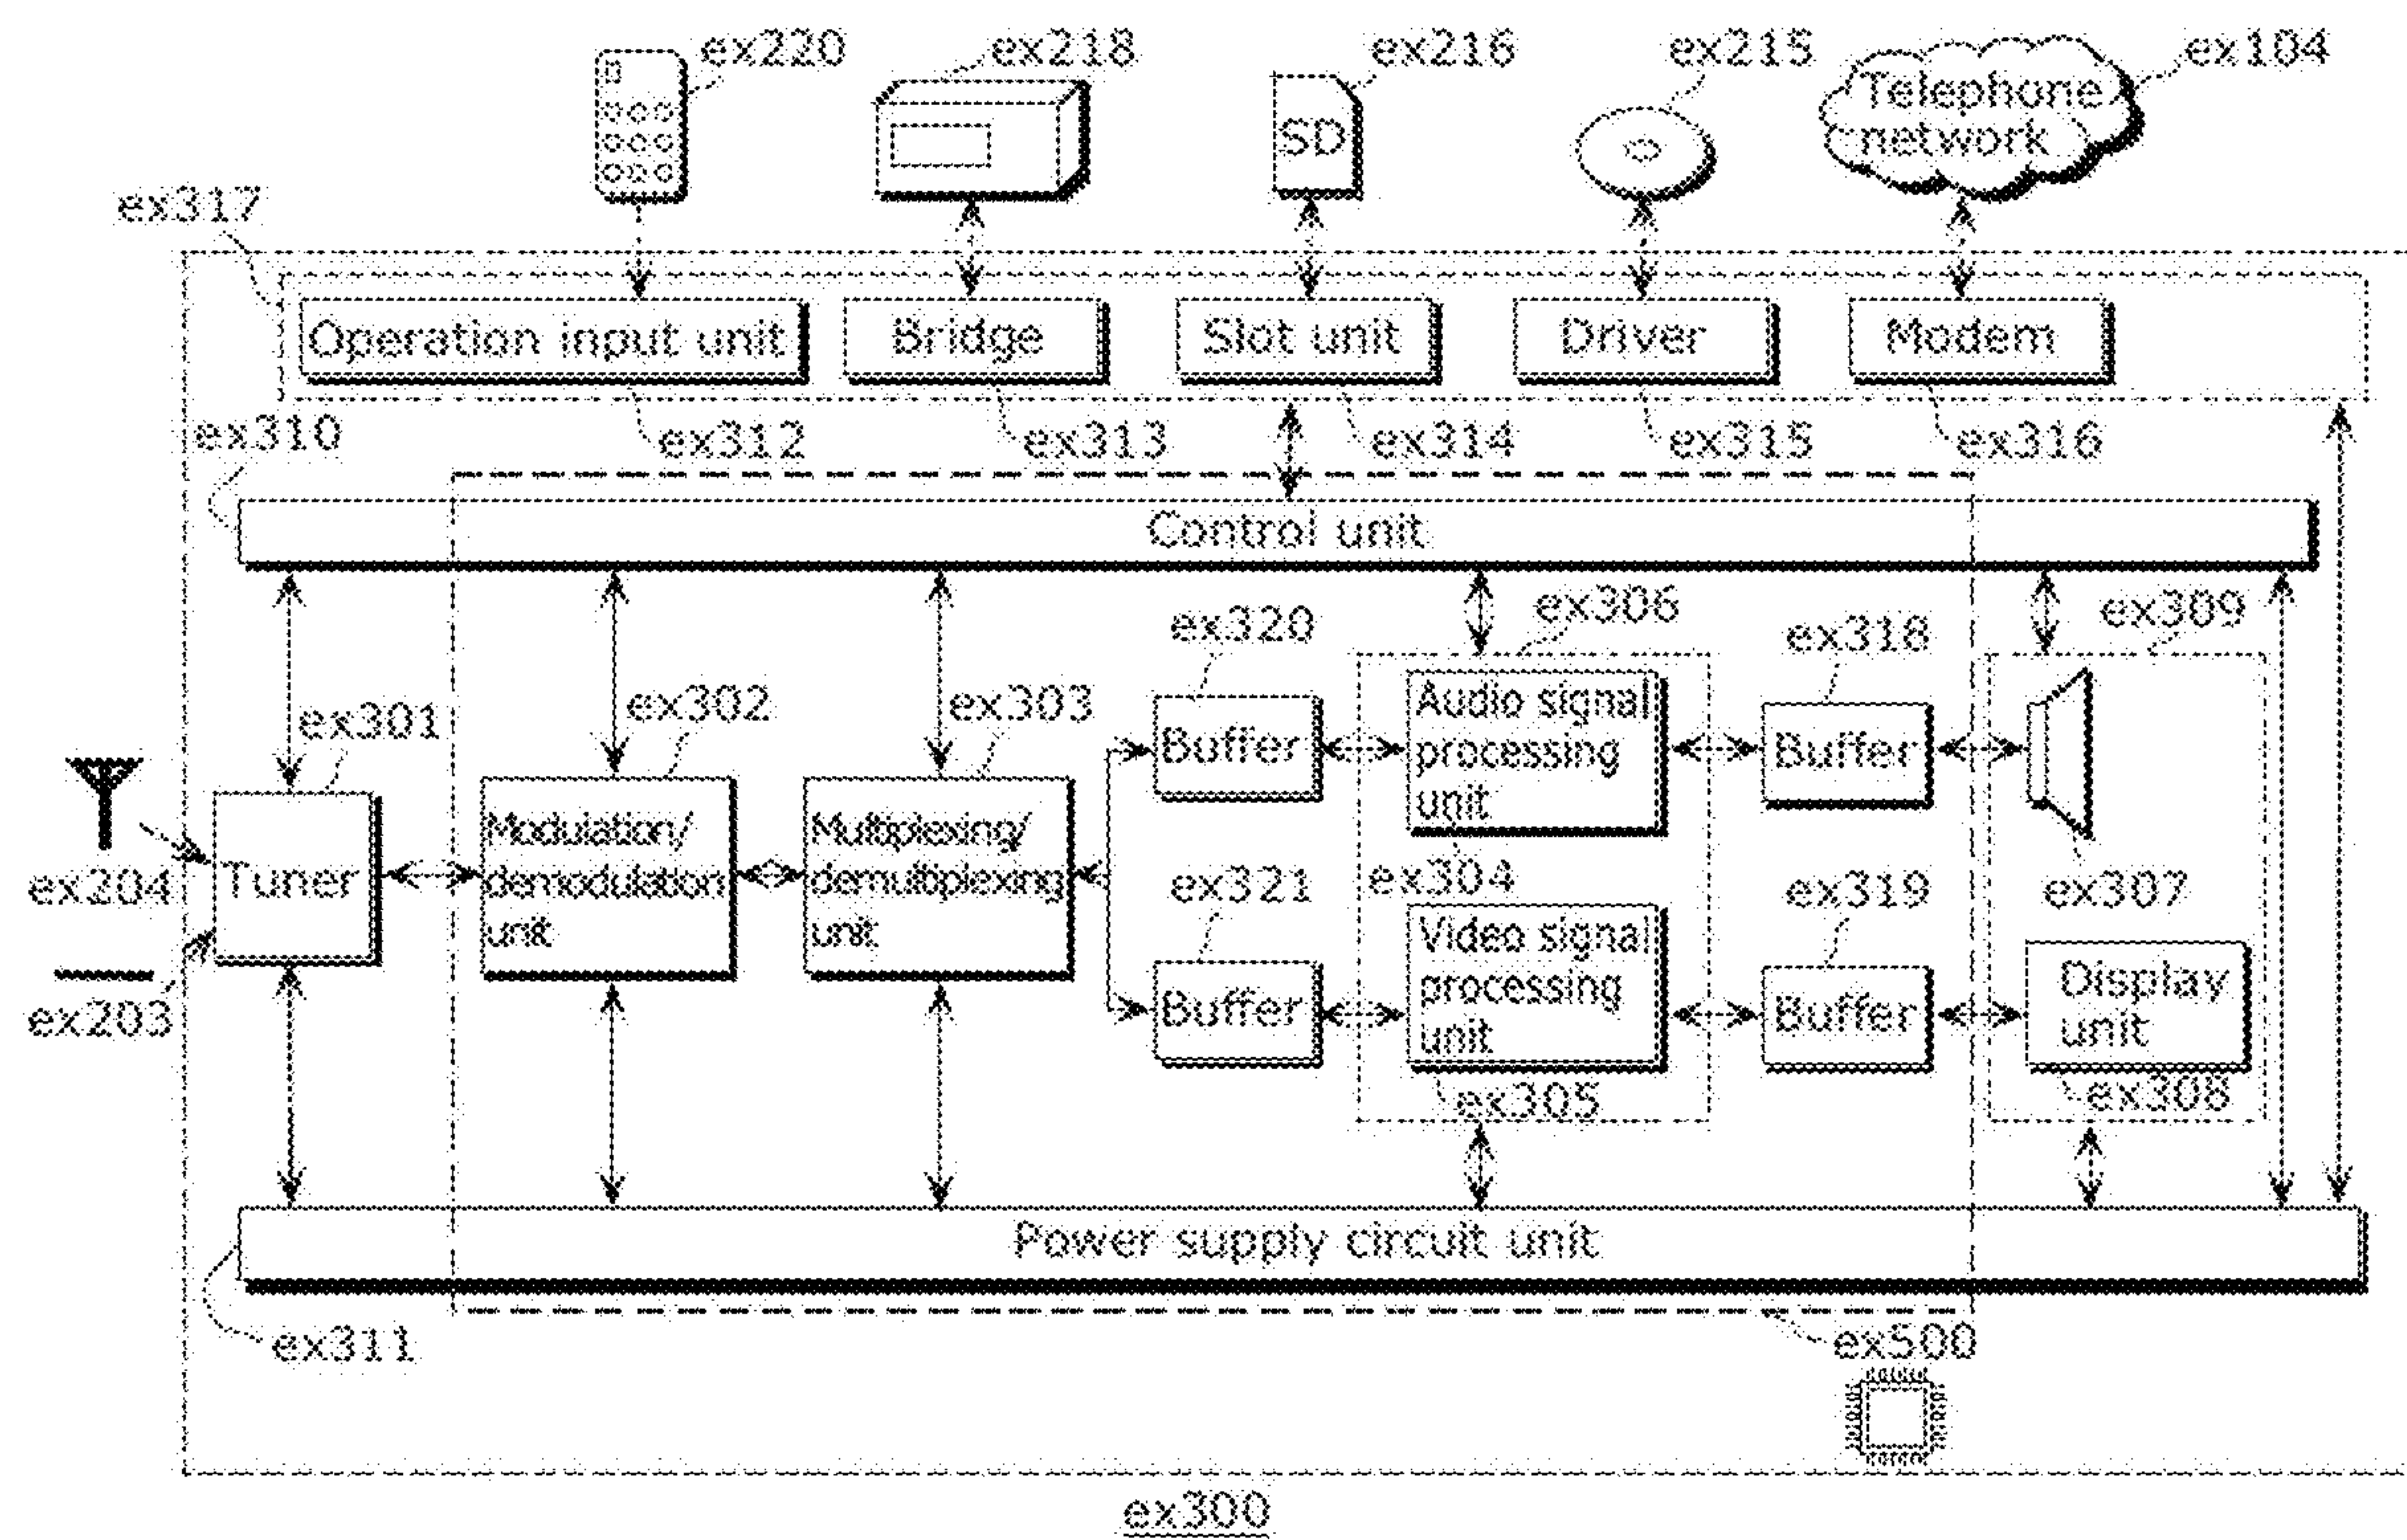 ex220
ex218
ex216
ex215
ex104
SD
Telephone
network
ex317
Operation input unit
Bridge
Slot unit
Driver
Modem
ex310
ex312
ex313
ex314
ex315
ex316
Control unit
ex320
ex306
ex318
ex309
ex301
ex302
ex303
Buffer
Audio signal
processing
unit
Buffer
ex204
Tuner
Modulation/
demodulation
unit
Multiplexing/
demultiplexing
unit
ex321
ex304
ex319
ex307
ex203
Buffer
Video signal
processing
unit
Buffer
Display
unit
ex305
ex308
Power supply circuit unit
ex311
ex500
ex300